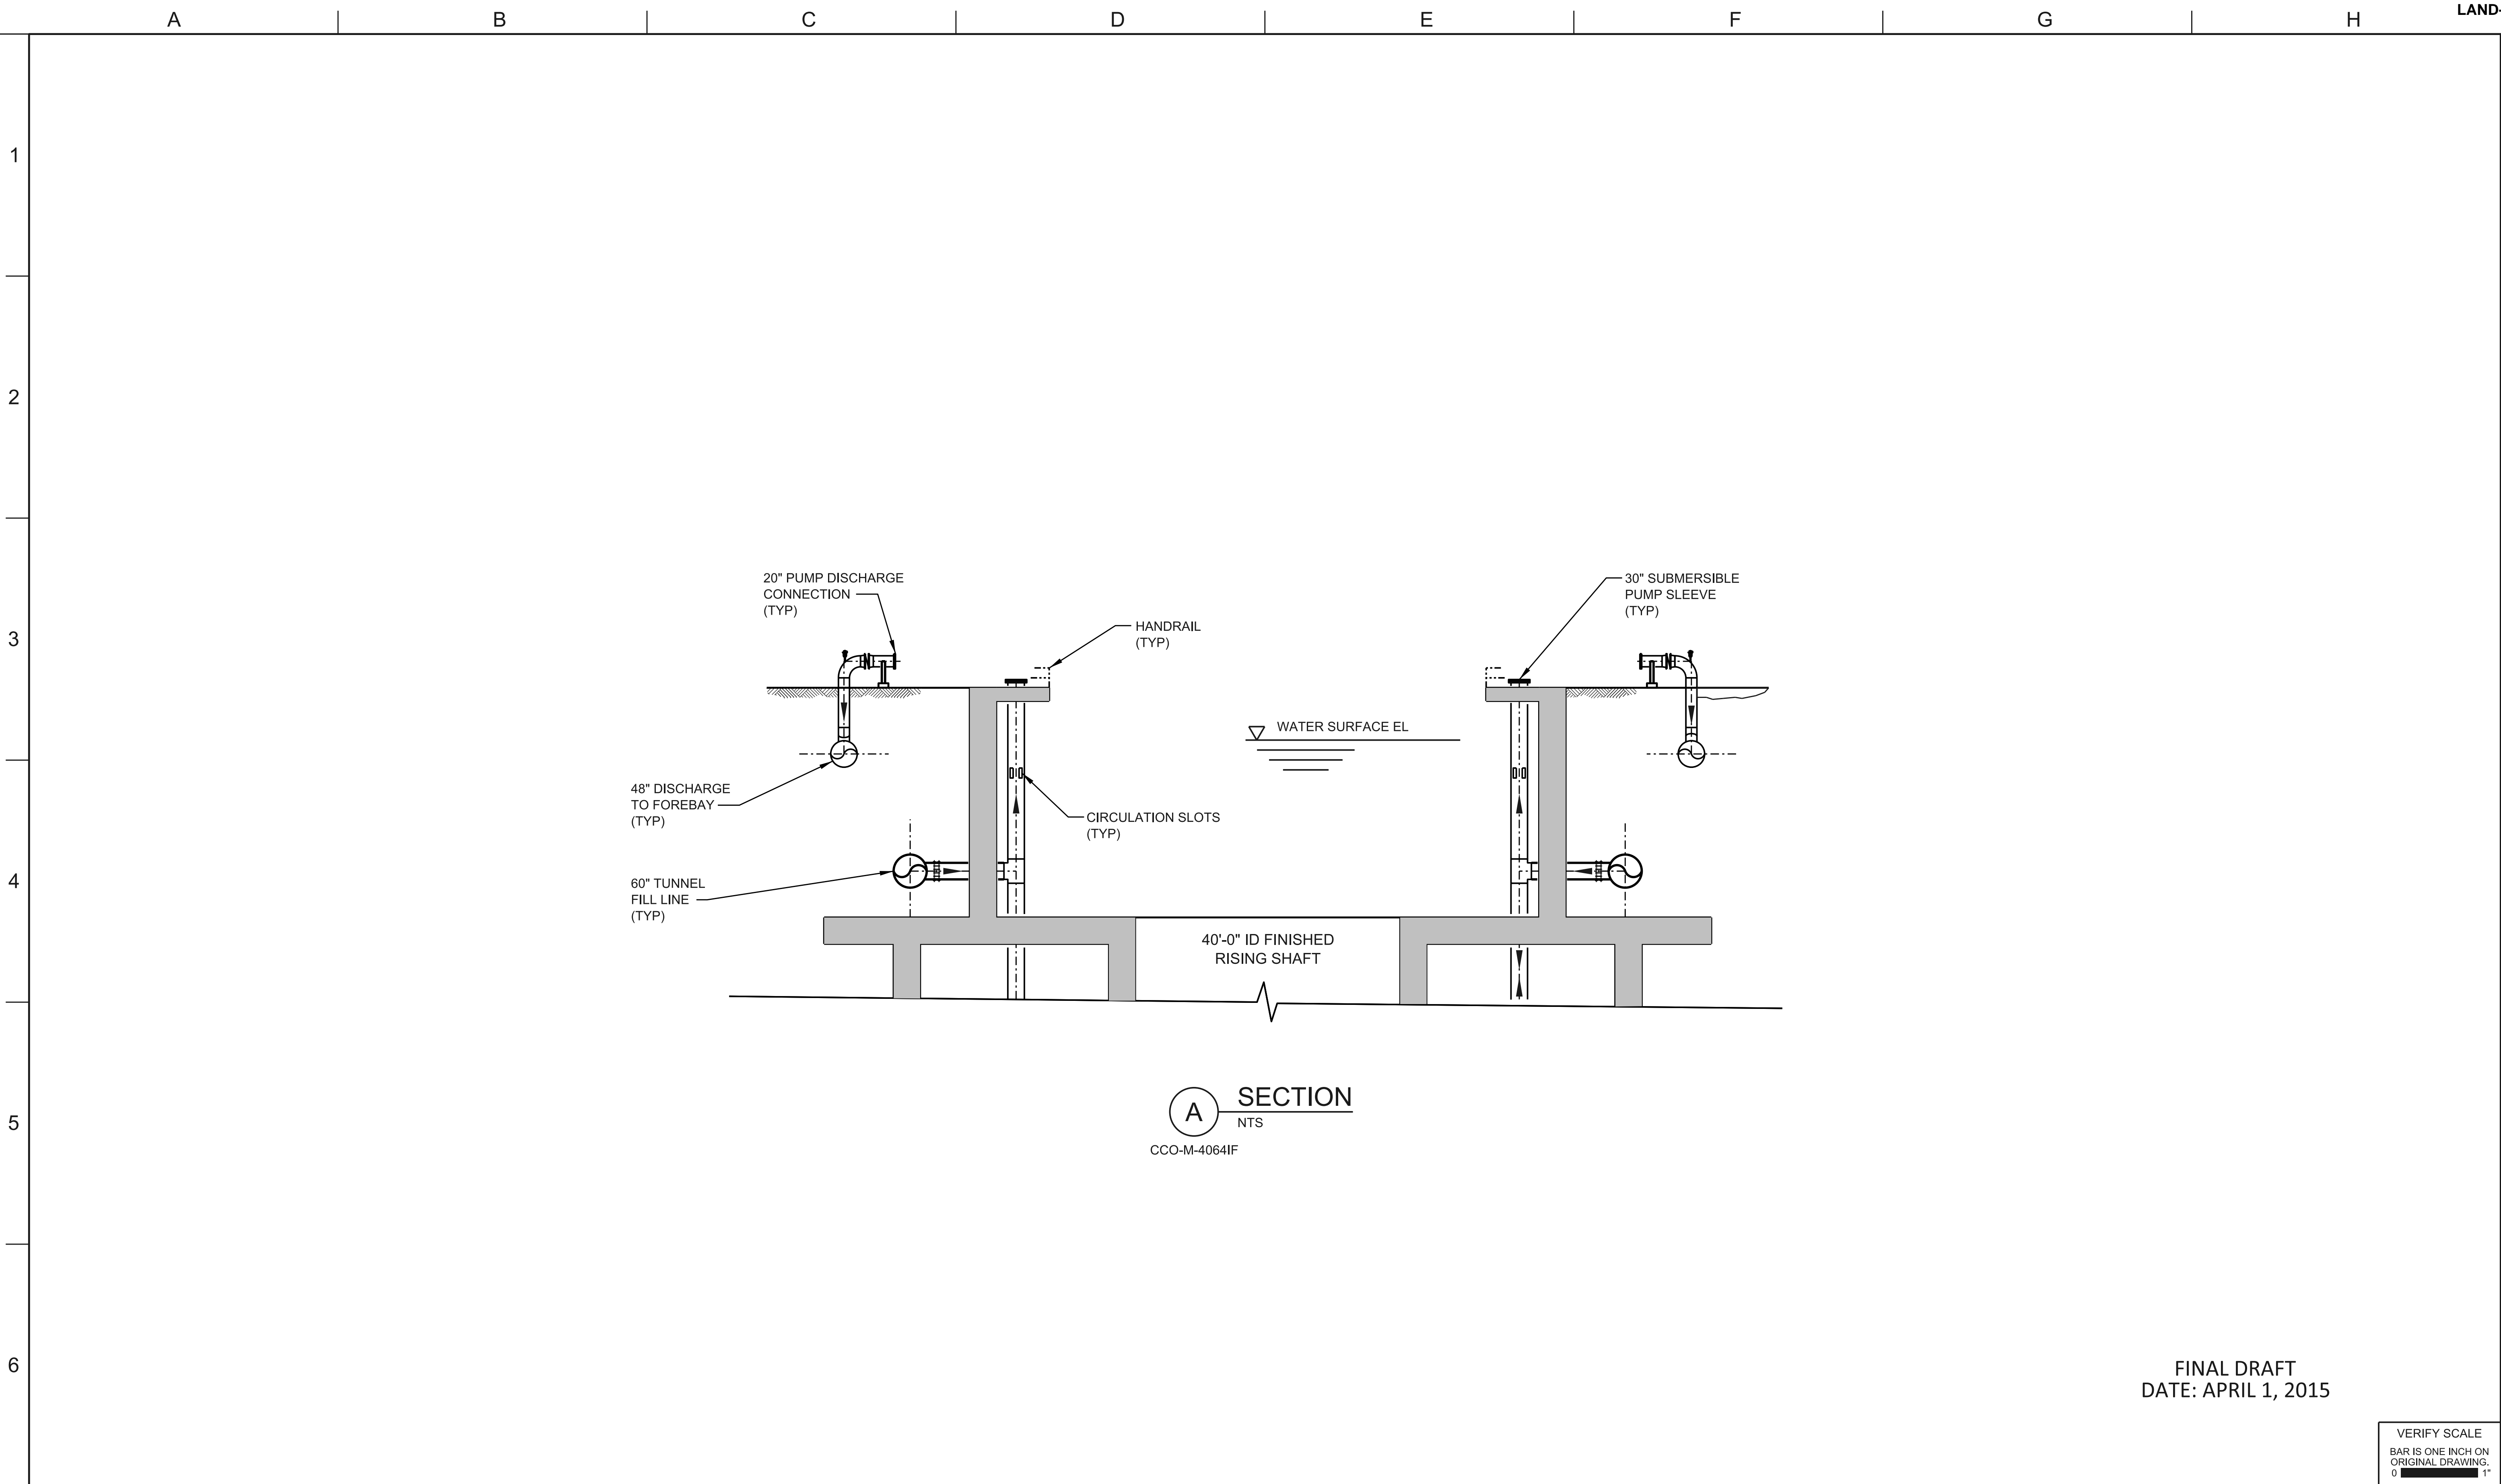 A B C D E F G H LAND-
1
2
3
4
5
6
20" PUMP DISCHARGE
CONNECTION
(TYP)
HANDRAIL
(TYP)
30" SUBMERSIBLE
PUMP SLEEVE
(TYP)
WATER SURFACE EL
48" DISCHARGE
TO FOREBAY
(TYP)
CIRCULATION SLOTS
(TYP)
60" TUNNEL
FILL LINE
(TYP)
40'-0" ID FINISHED
RISING SHAFT
A
SECTION
NTS
CCO-M-4064IF
FINAL DRAFT
DATE: APRIL 1, 2015
VERIFY SCALE
BAR IS ONE INCH ON
ORIGINAL DRAWING.
0 1"